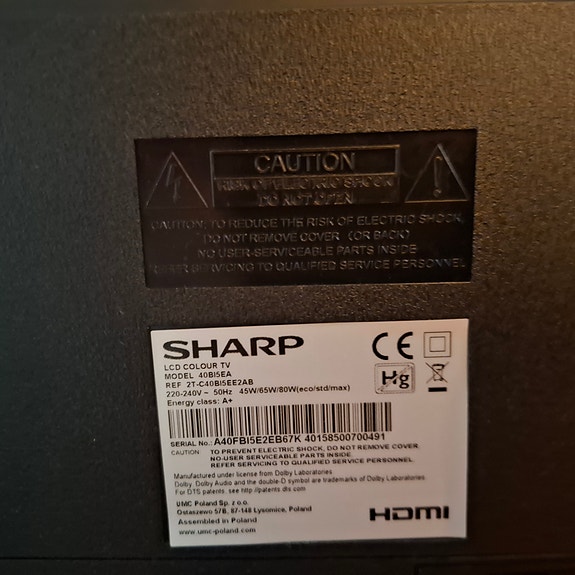 CAUTION
RISK OF ELECTRIC SHOCK
DO NOT OPEN
CAUTION: TO REDUCE THE RISK OF ELECTRIC SHOCK,
DO NOT REMOVE COVER (OR BACK)
NO USER-SERVICEABLE PARTS INSIDE
REFER SERVICING TO QUALIFIED SERVICE PERSONNEL
SHARP
LCD COLOUR TV
MODEL 40BI5EA
REF 2T-C40BI5EE2AB
220-240V ~ 50Hz 45W/65W/80W(eco/std/max)
Energy class: A+
CE
Hg
SERIAL No.: A40FBI5E2EB67K 40158500700491
CAUTION TO PREVENT ELECTRIC SHOCK, DO NOT REMOVE COVER.
NO-USER SERVICEABLE PARTS INSIDE.
REFER SERVICING TO QUALIFIED SERVICE PERSONNEL.
Manufactured under license from Dolby Laboratories
Dolby, Dolby Audio and the double-D symbol are trademarks of Dolby Laboratories.
For DTS patents, see http://patents.dts.com
UMC Poland Sp. z o.o.
Ostaszewo 57B, 87-148 Lysomice, Poland
Assembled in Poland
www.umc-poland.com
HDMI